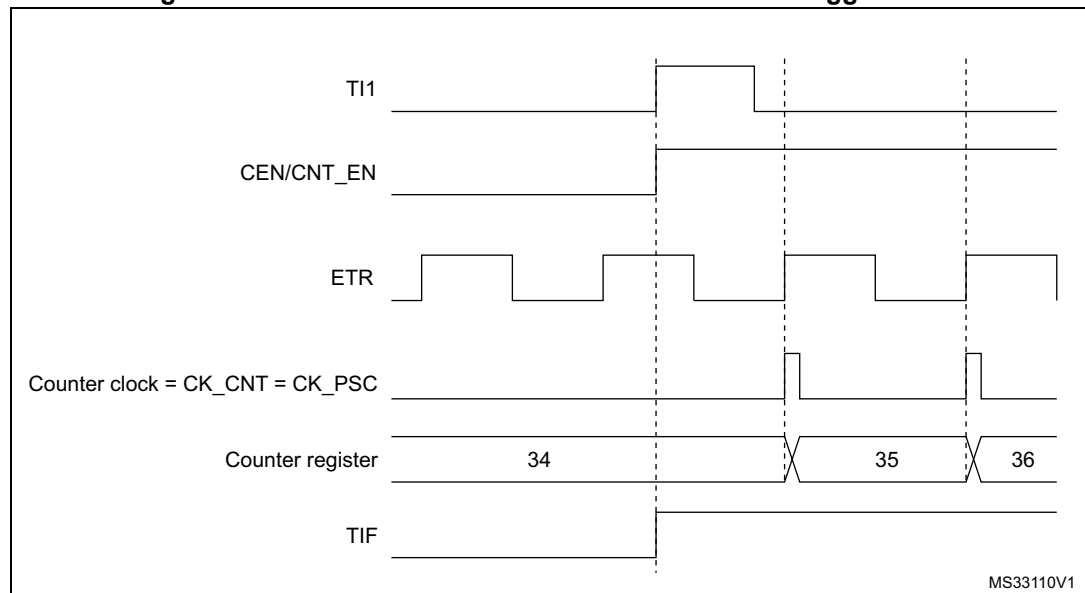 TI1
CEN/CNT_EN
ETR
Counter clock = CK_CNT = CK_PSC
Counter register 34 35 36
TIF
MS33110V1